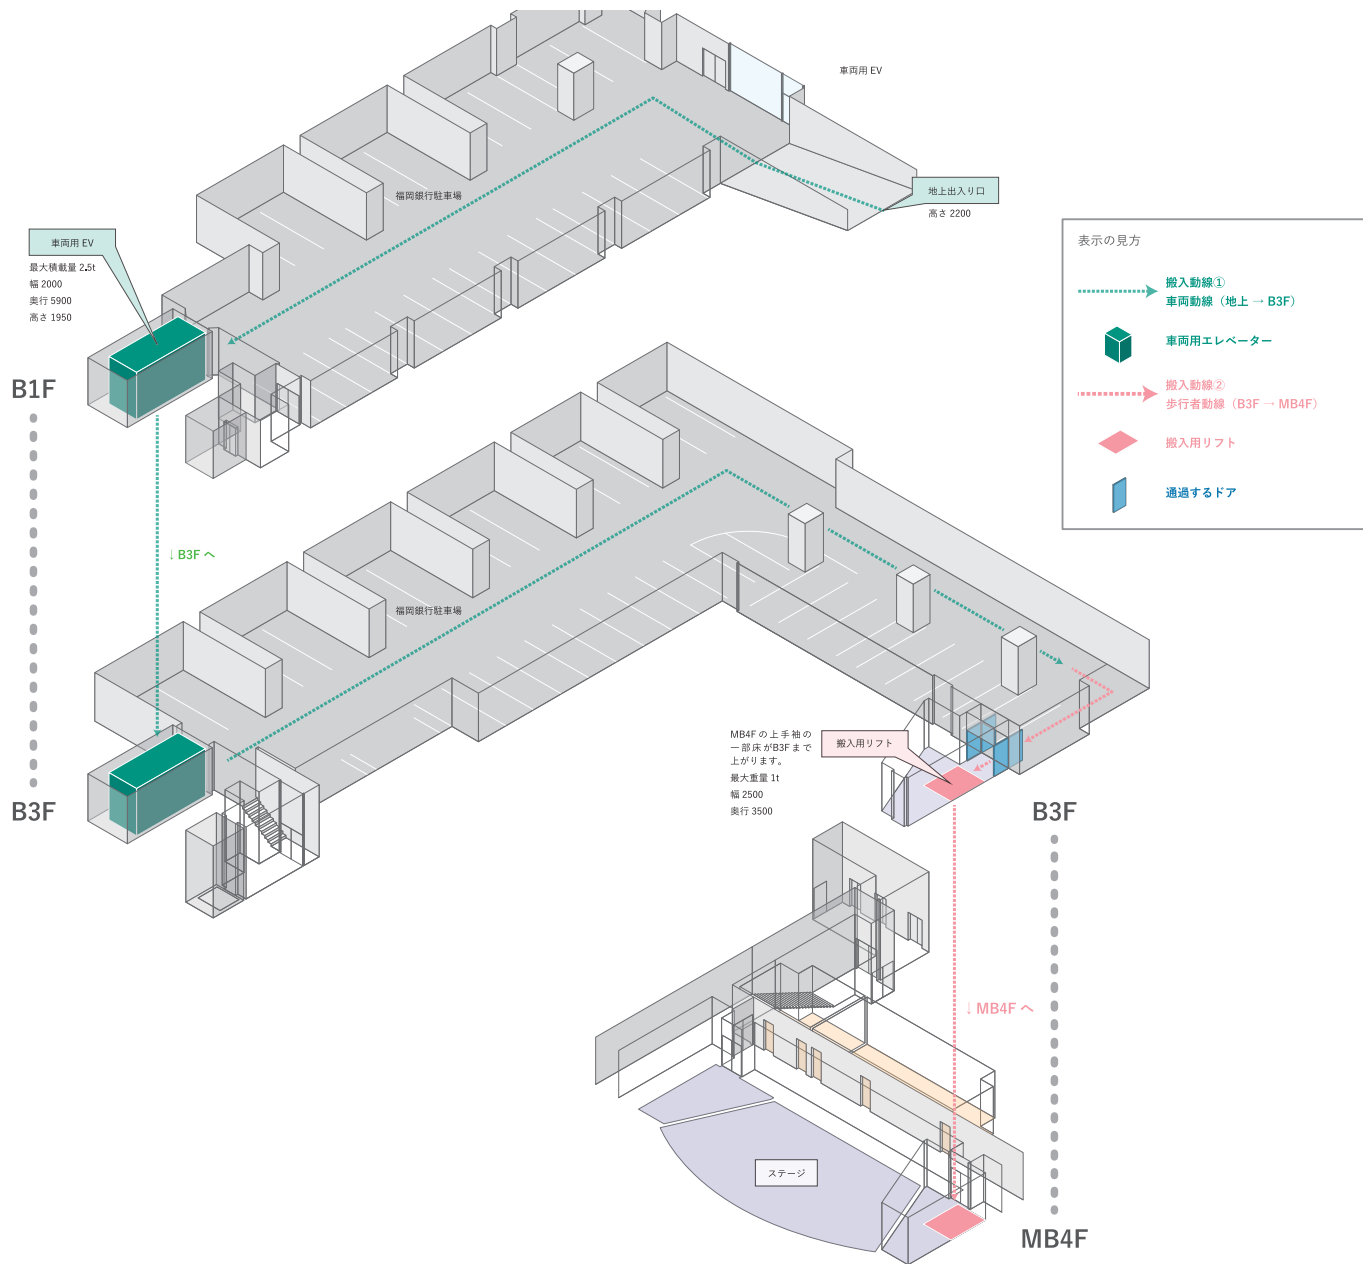 車両用 EV
地上出入り口
高さ 2200
福岡銀行駐車場
車両用 EV
最大積載量 2.5t
幅 2000
奥行 5900
高さ 1950
B1F
↓ B3F へ
福岡銀行駐車場
B3F
表示の見方
搬入動線①
車両動線（地上 → B3F）
車両用エレベーター
搬入動線②
歩行者動線（B3F → MB4F）
搬入用リフト
通過するドア
MB4Fの上手袖の
一部床がB3Fまで
上がります。
最大重量 1t
幅 2500
奥行 3500
搬入用リフト
B3F
↓ MB4F へ
ステージ
MB4F